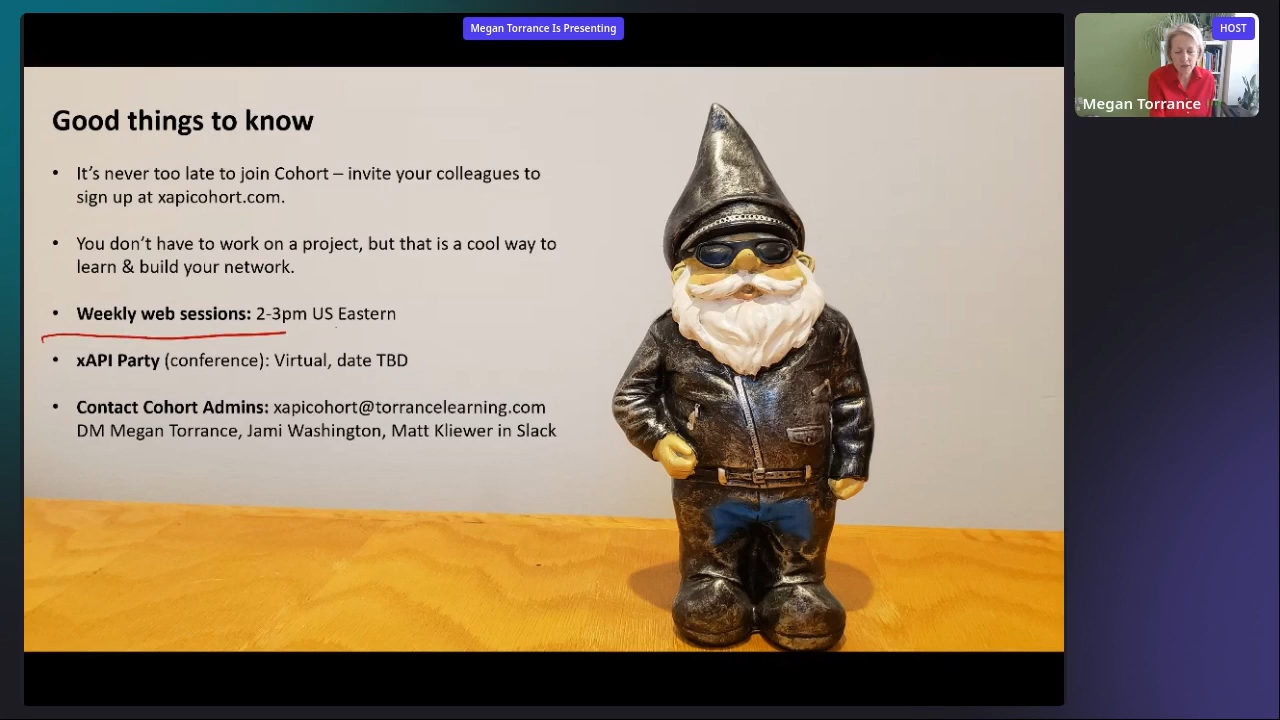 Megan Torrance Is Presenting
HOST
Megan Torrance
Good things to know
• It’s never too late to join Cohort – invite your colleagues to
sign up at xapicohort.com.
• You don’t have to work on a project, but that is a cool way to
learn & build your network.
• Weekly web sessions: 2-3pm US Eastern
• xAPI Party (conference): Virtual, date TBD
• Contact Cohort Admins: xapicohort@torrancelearning.com
DM Megan Torrance, Jami Washington, Matt Kliewer in Slack